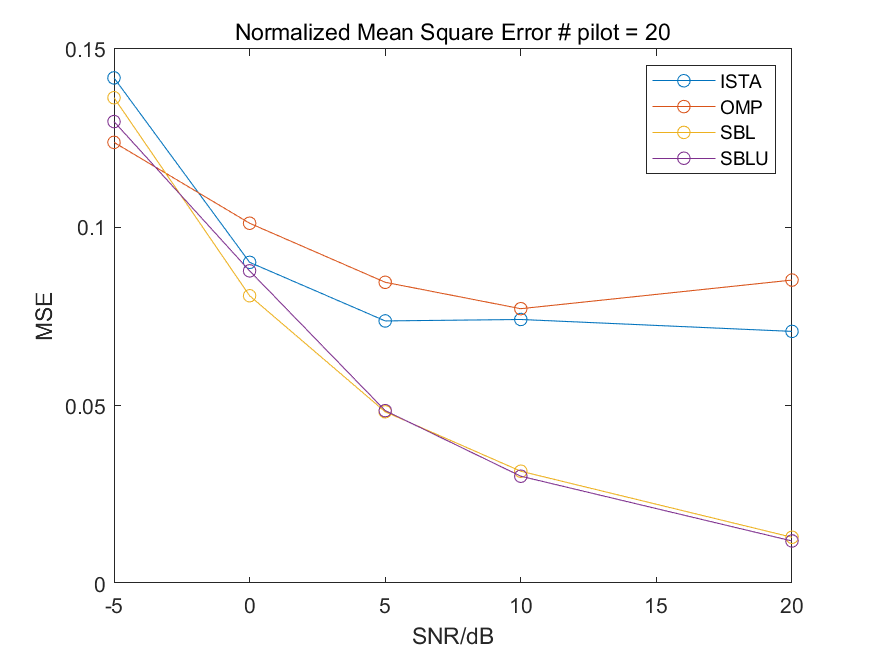 Normalized Mean Square Error # pilot = 20
0.15
0.1
0.05
0
MSE
-5
0
5
10
15
20
SNR/dB
ISTA
OMP
SBL
SBLU